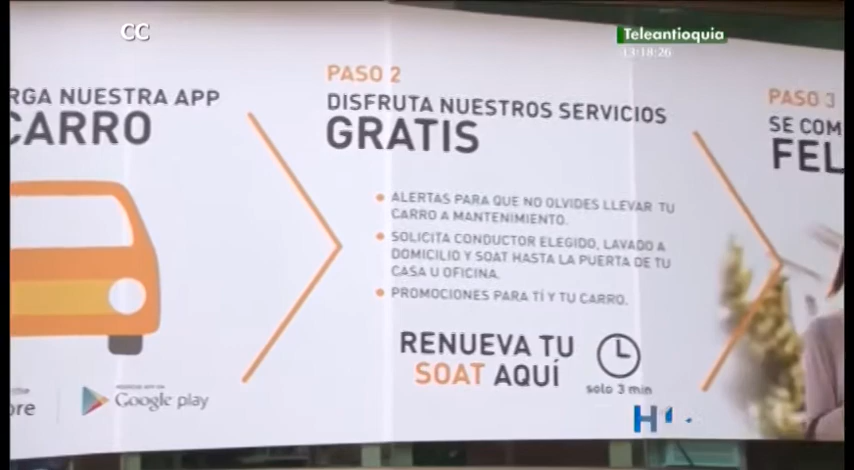 CC
Teleantioquia
13:18:26
RGA NUESTRA APP
CARRO
PASO 2
DISFRUTA NUESTROS SERVICIOS
GRATIS
• ALERTAS PARA QUE NO OLVIDES LLEVAR TU
CARRO A MANTENIMIENTO.
• SOLICITA CONDUCTOR ELEGIDO, LAVADO A
DOMICILIO Y SOAT HASTA LA PUERTA DE TU
CASA U OFICINA.
• PROMOCIONES PARA TÍ Y TU CARRO.
RENUEVA TU
SOAT AQUÍ
solo 3 min
PASO 3
SE COM
FEL
ore
Google play